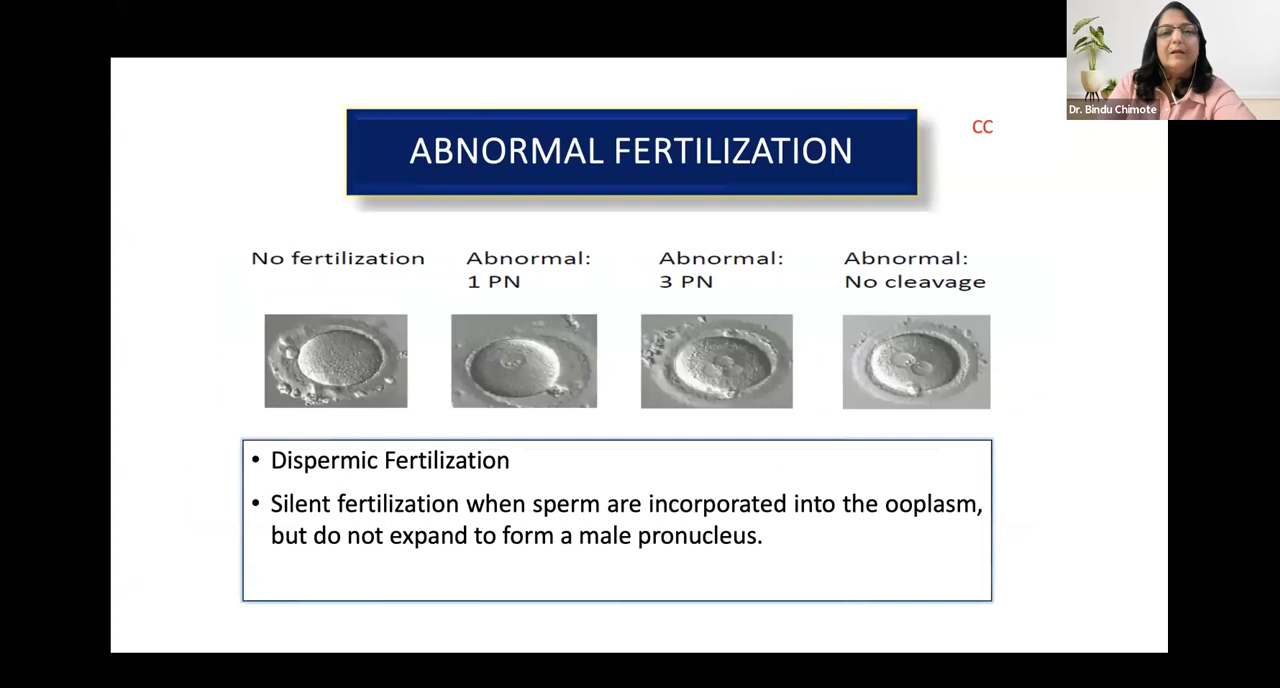 Dr. Bindu Chimote
CC
ABNORMAL FERTILIZATION
No fertilization
Abnormal:
1 PN
Abnormal:
3 PN
Abnormal:
No cleavage
• Dispermic Fertilization
• Silent fertilization when sperm are incorporated into the ooplasm,
but do not expand to form a male pronucleus.